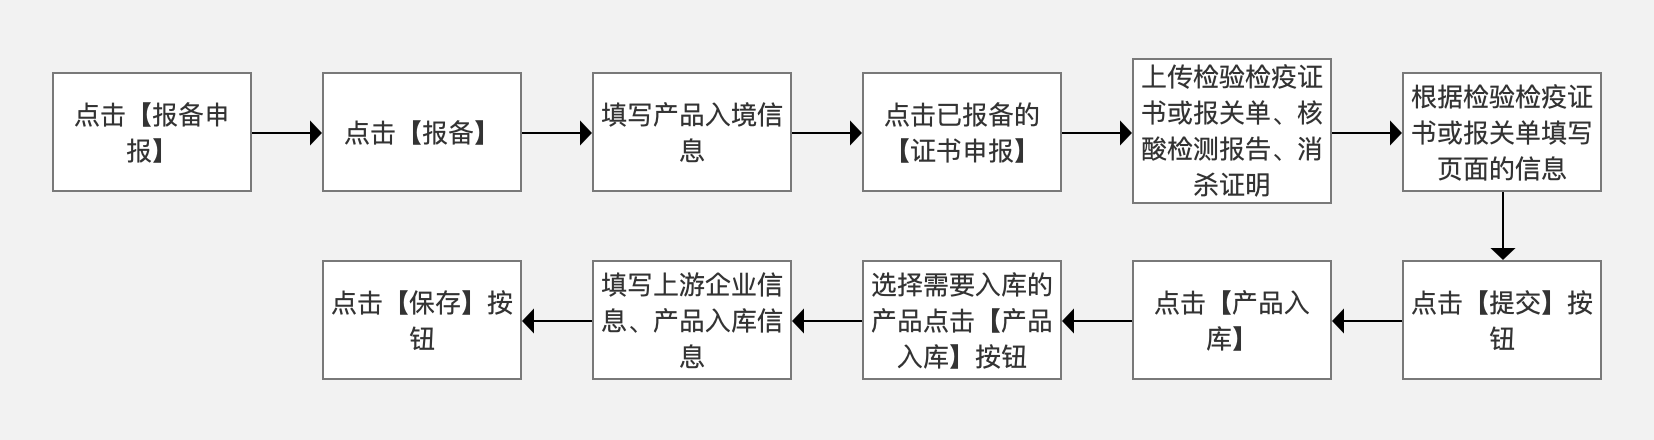 点击【报备申
报】
点击【报备】
填写产品入境信
息
点击已报备的
【证书申报】
上传检验检疫证
书或报关单、核
酸检测报告、消
杀证明
根据检验检疫证
书或报关单填写
页面的信息
点击【提交】按
钮
点击【产品入
库】
选择需要入库的
产品点击【产品
入库】按钮
填写上游企业信
息、产品入库信
息
点击【保存】按
钮